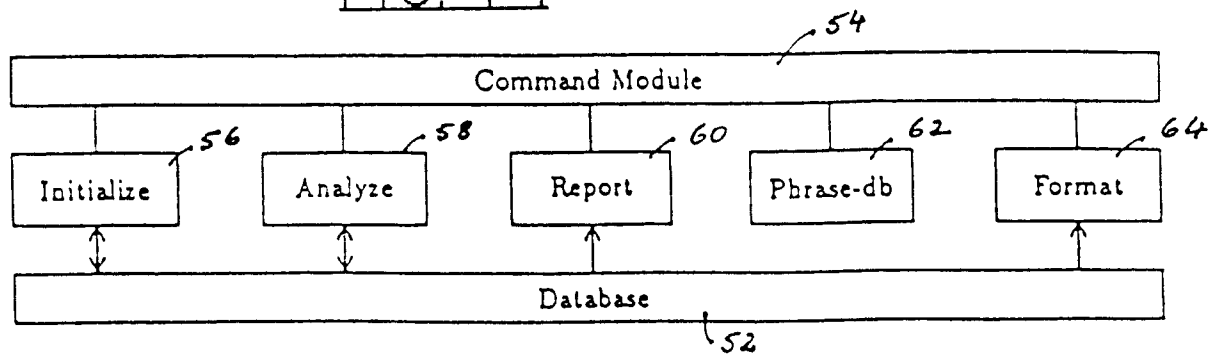 54
Command Module
56
58
60
62
64
Initialize
Analyze
Report
Phrase-db
Format
Database
52